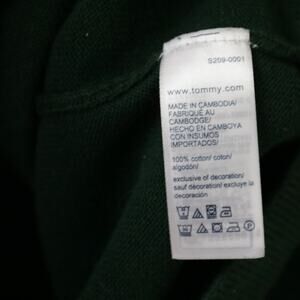 S209-0001
www.tommy.com
MADE IN CAMBODIA/
FABRIQUÉ AU
CAMBODGE/
HECHO EN CAMBOYA
CON INSUMOS
IMPORTADOS/
100% cotton/ coton/
algodón/
exclusive of decoration/
sauf décoration/ excluye la
decoración